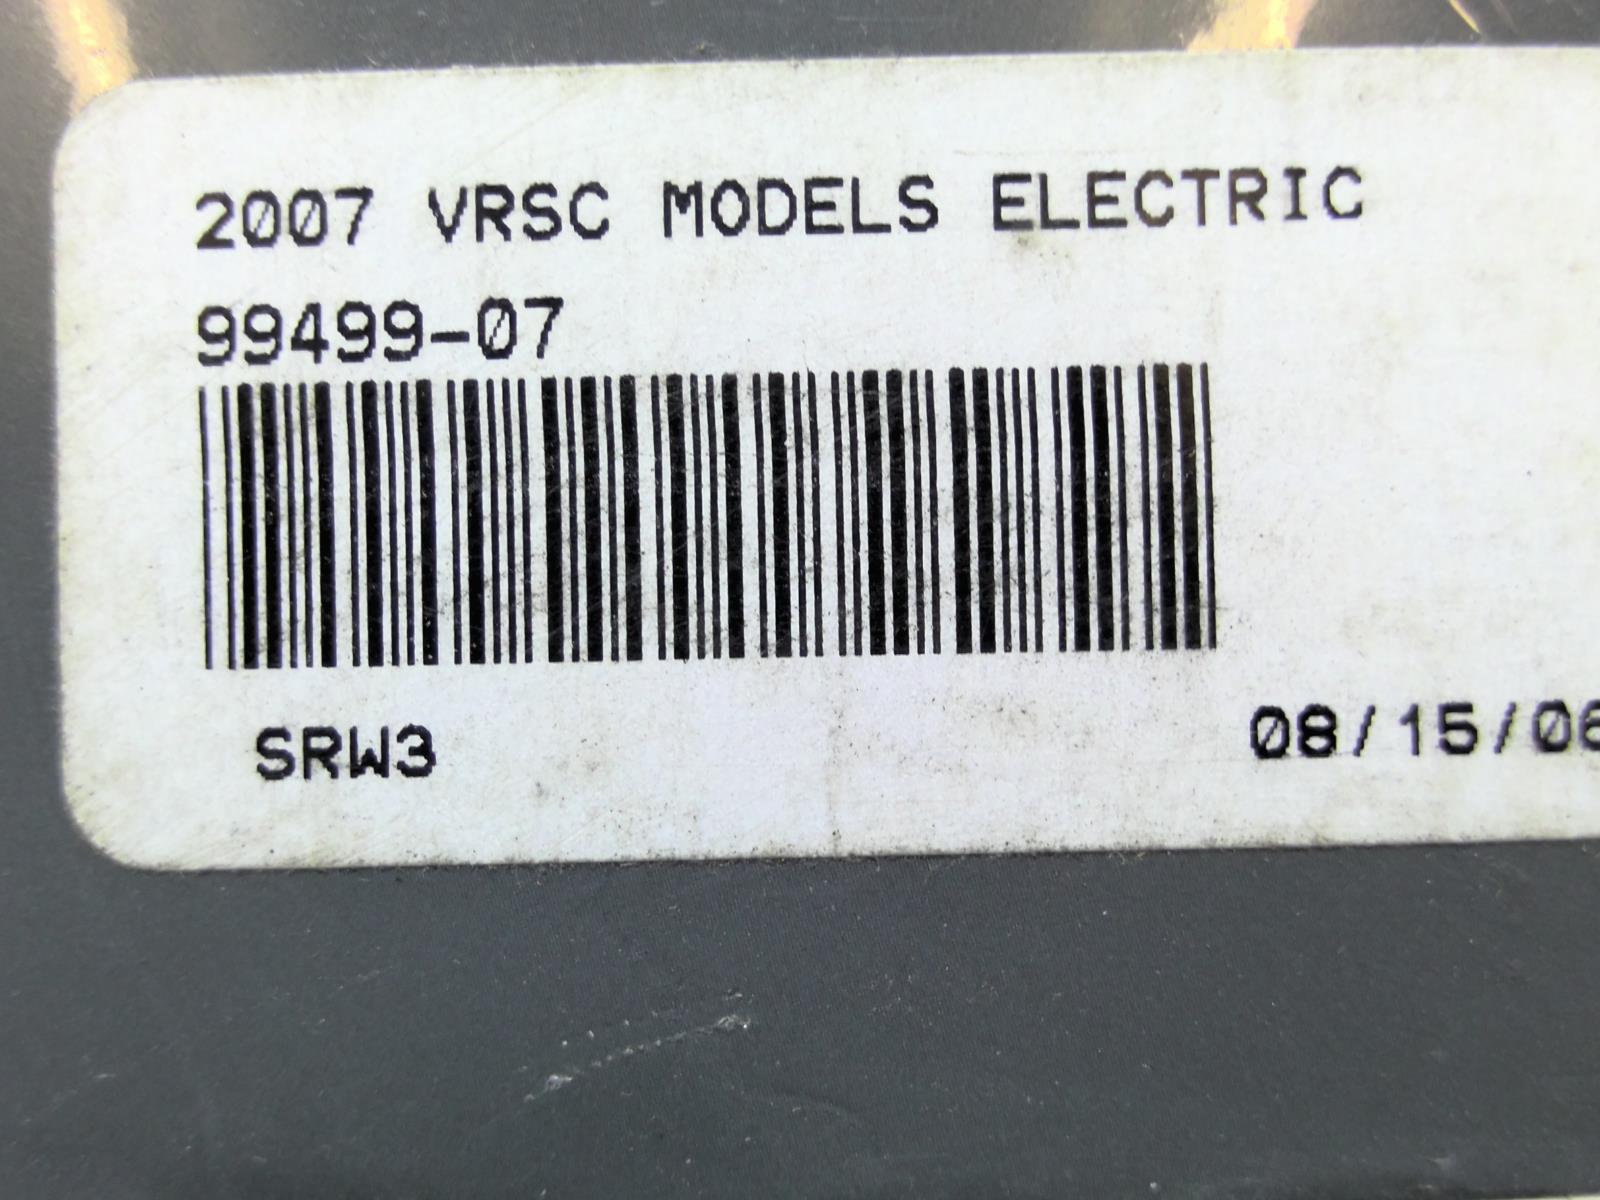 2007 VRSC MODELS ELECTRIC
99499-07
SRW3
08/15/06